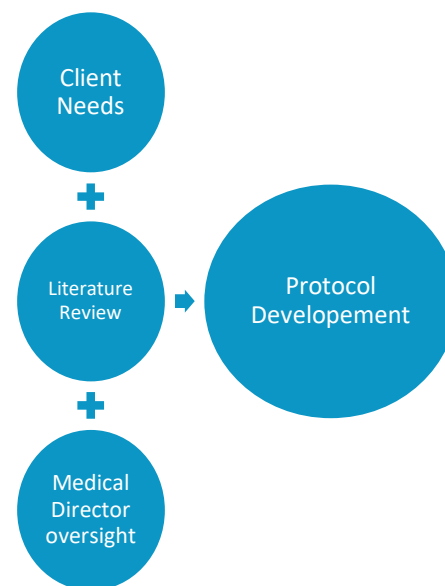 Client
Needs
Literature
Review
Protocol
Developement
Medical
Director
oversight